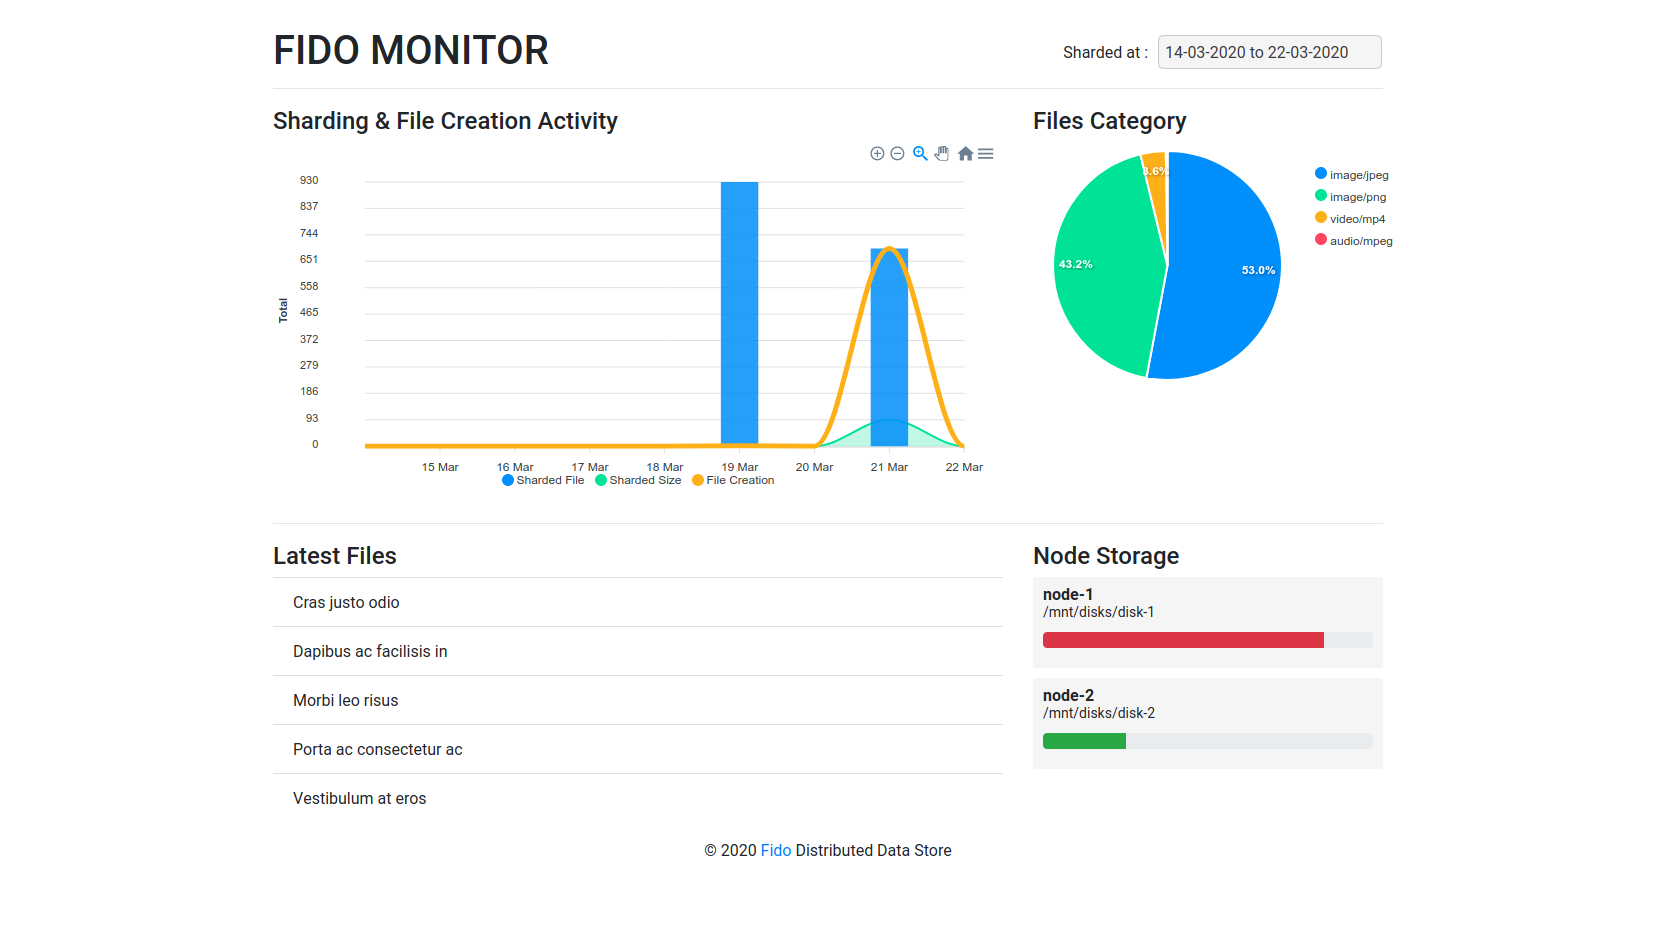 FIDO MONITOR
Sharded at : 14-03-2020 to 22-03-2020
Sharding & File Creation Activity
Total
930
837
744
651
558
465
372
279
186
93
0
15 Mar 16 Mar 17 Mar 18 Mar 19 Mar 20 Mar 21 Mar 22 Mar
Sharded File Sharded Size File Creation
Files Category
3.6%
43.2%
53.0%
image/jpeg
image/png
video/mp4
audio/mpeg
Latest Files
Cras justo odio
Dapibus ac facilisis in
Morbi leo risus
Porta ac consectetur ac
Vestibulum at eros
Node Storage
node-1
/mnt/disks/disk-1
node-2
/mnt/disks/disk-2
© 2020 Fido Distributed Data Store